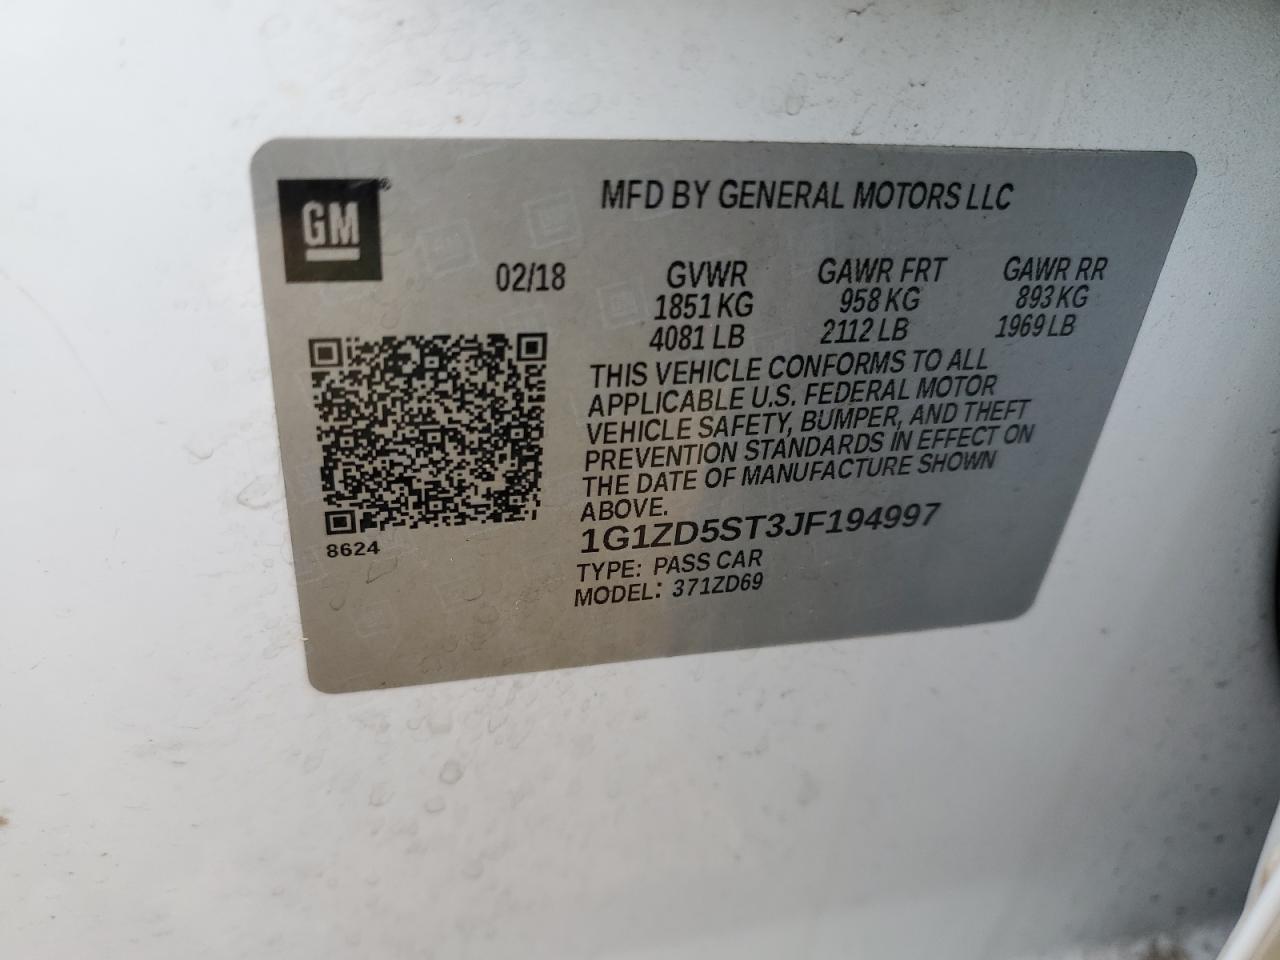 GM®
MFD BY GENERAL MOTORS LLC
02/18 GVWR GAWR FRT GAWR RR
1851 KG 958 KG 893 KG
4081 LB 2112 LB 1969 LB
THIS VEHICLE CONFORMS TO ALL
APPLICABLE U.S. FEDERAL MOTOR
VEHICLE SAFETY, BUMPER, AND THEFT
PREVENTION STANDARDS IN EFFECT ON
THE DATE OF MANUFACTURE SHOWN
ABOVE.
1G1ZD5ST3JF194997
TYPE: PASS CAR
MODEL: 371ZD69
8624